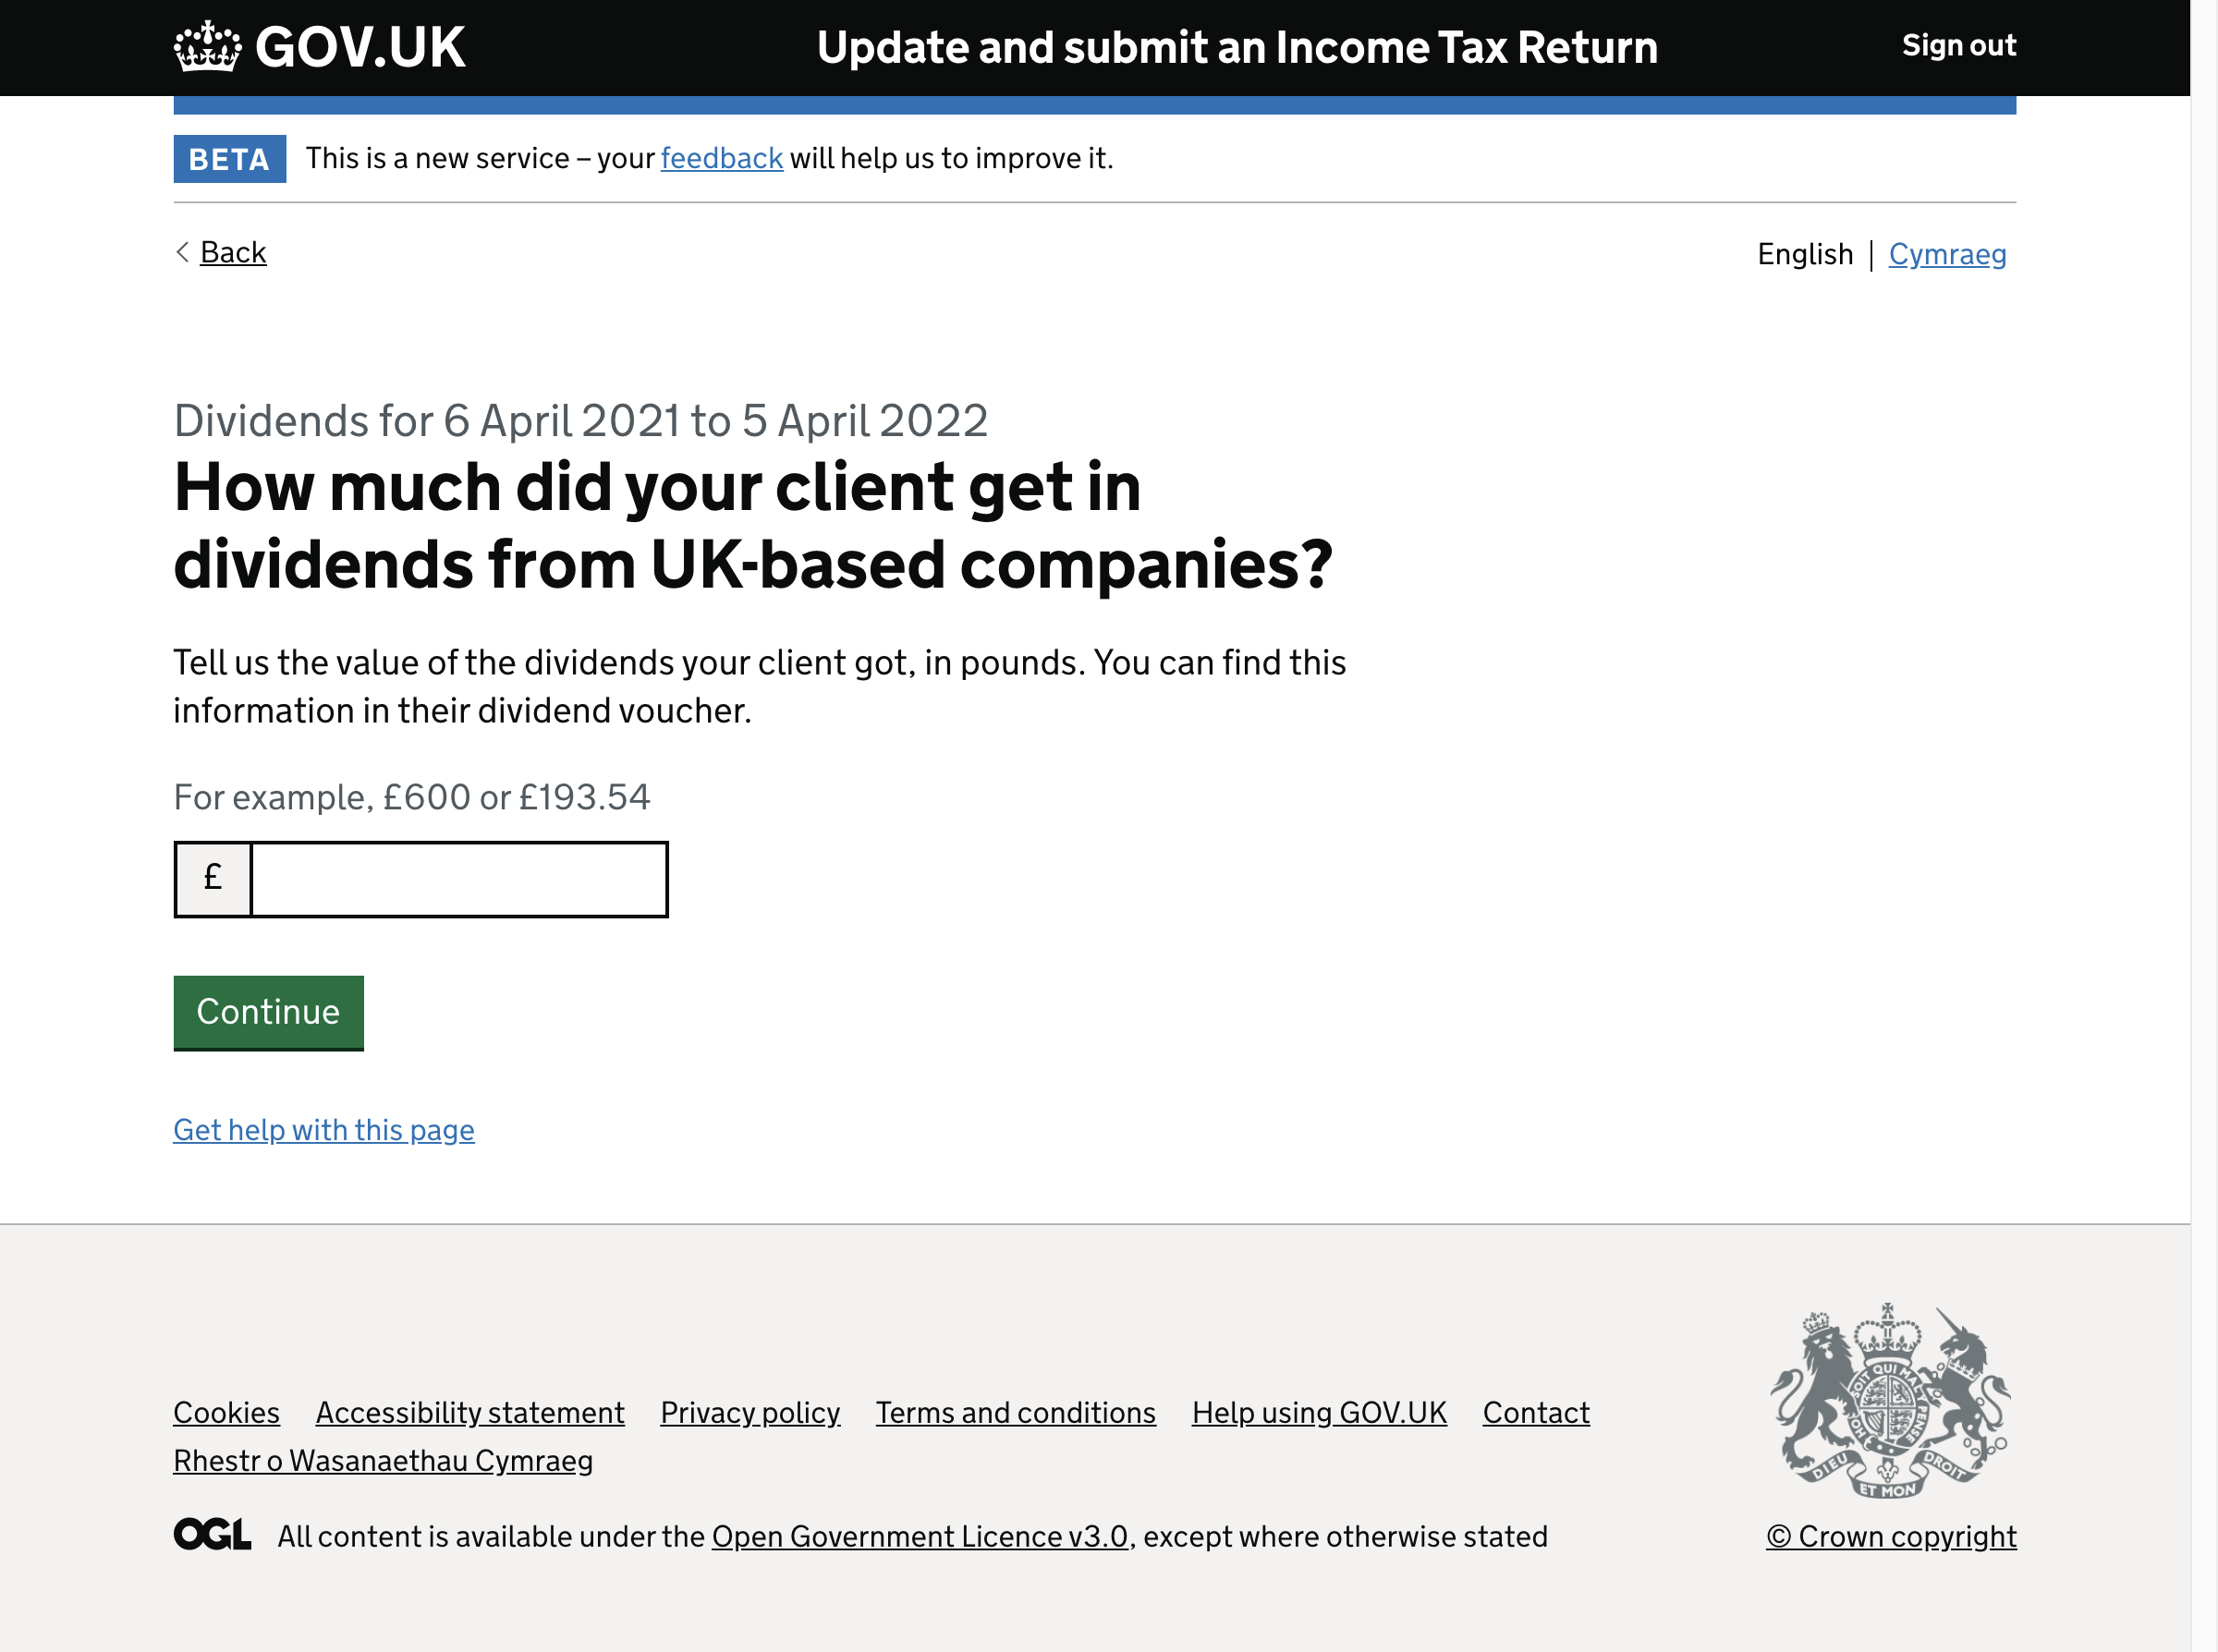 GOV.UK
Update and submit an Income Tax Return
Sign out
BETA This is a new service – your feedback will help us to improve it.
Back
English | Cymraeg
Dividends for 6 April 2021 to 5 April 2022
How much did your client get in
dividends from UK-based companies?
Tell us the value of the dividends your client got, in pounds. You can find this
information in their dividend voucher.
For example, £600 or £193.54
£
Continue
Get help with this page
Cookies Accessibility statement Privacy policy Terms and conditions Help using GOV.UK Contact
Rhestr o Wasanaethau Cymraeg
OGL All content is available under the Open Government Licence v3.0, except where otherwise stated
HONI SOIT QUI MAL Y PENSE
DIEU ET MON DROIT
© Crown copyright